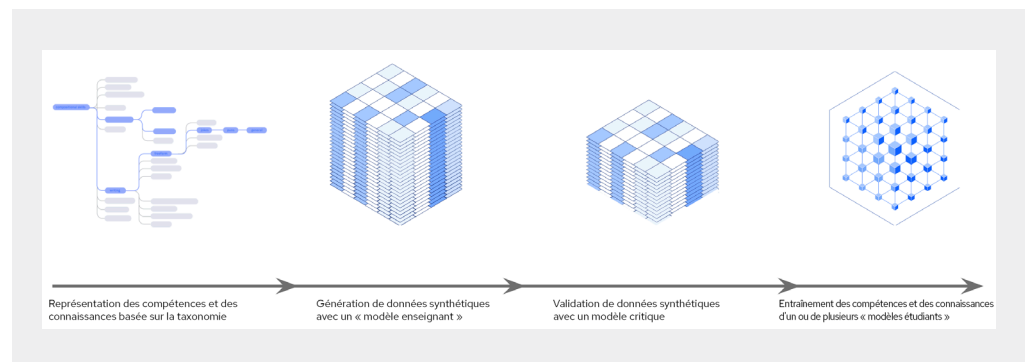 Représentation des compétences et des
connaissances basée sur la taxonomie
Génération de données synthétiques
avec un « modèle enseignant »
Validation de données synthétiques
avec un modèle critique
Entraînement des compétences et des connaissances
d'un ou de plusieurs « modèles étudiants »